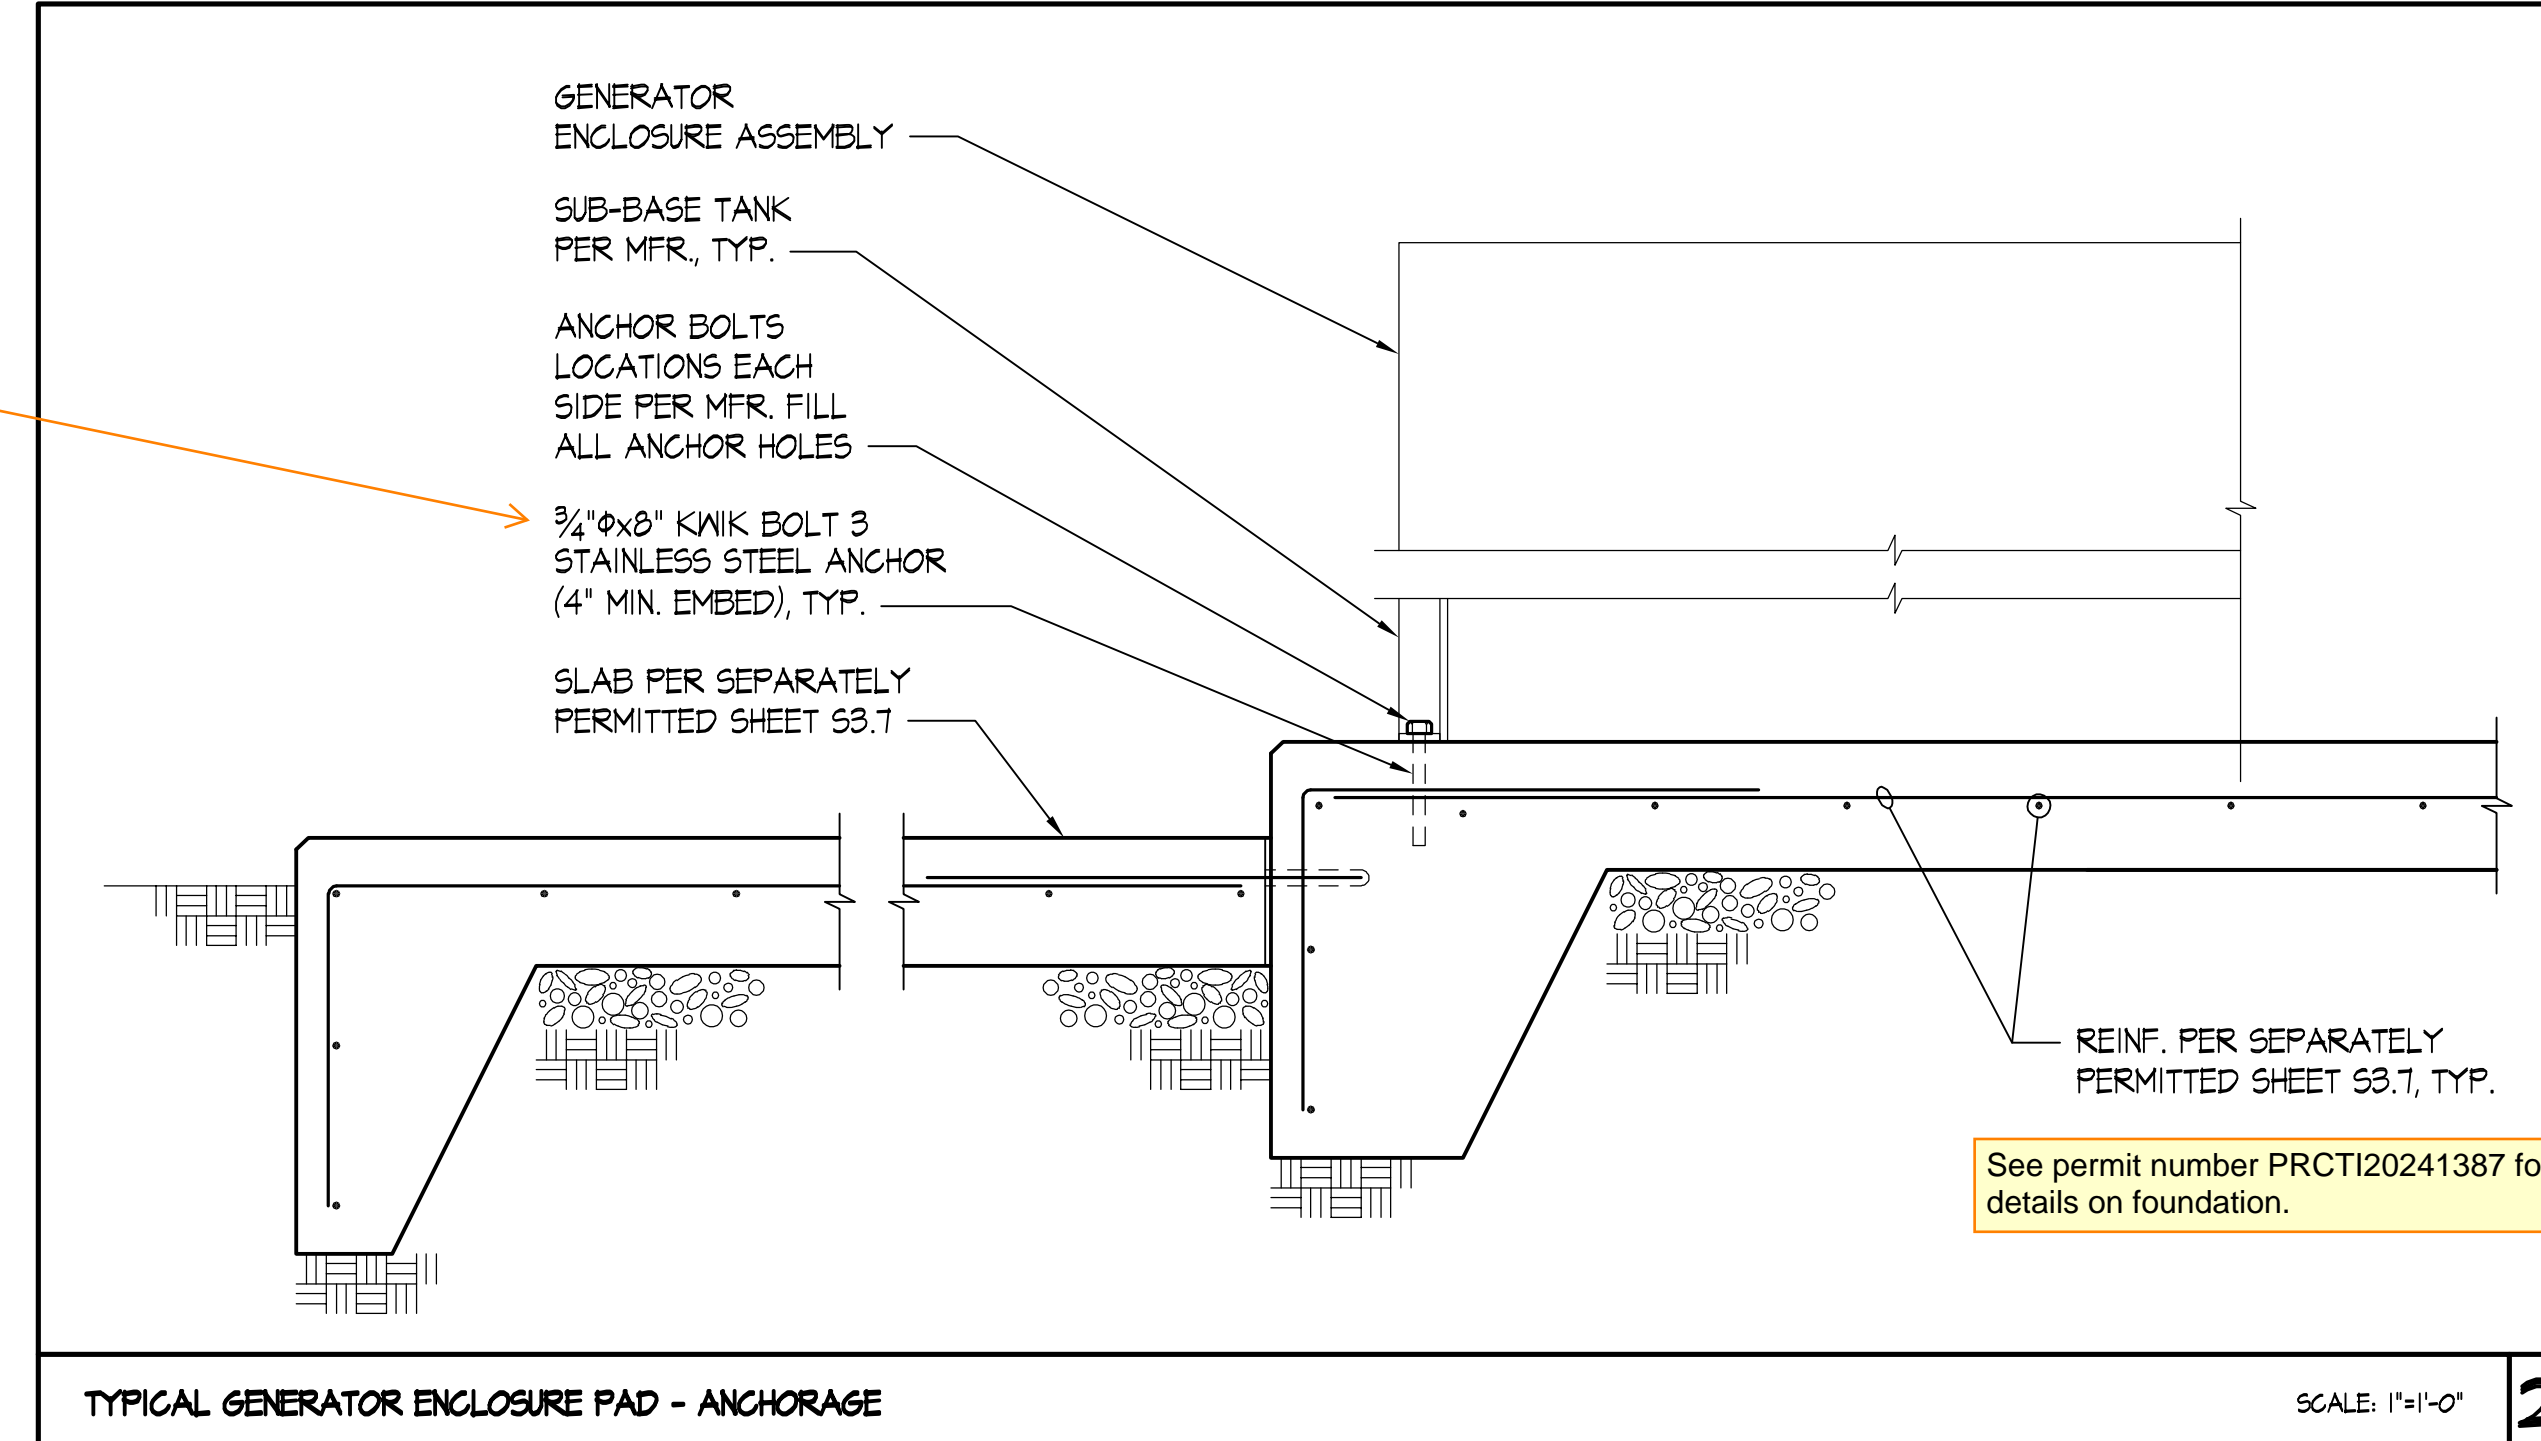 GENERATOR
ENCLOSURE ASSEMBLY
SUB-BASE TANK
PER MFR., TYP.
ANCHOR BOLTS
LOCATIONS EACH
SIDE PER MFR. FILL
ALL ANCHOR HOLES
¾"Φx8" KWIK BOLT 3
STAINLESS STEEL ANCHOR
(4" MIN. EMBED), TYP.
SLAB PER SEPARATELY
PERMITTED SHEET S3.7
REINF. PER SEPARATELY
PERMITTED SHEET S3.7, TYP.
See permit number PRCTI20241387 fo
details on foundation.
TYPICAL GENERATOR ENCLOSURE PAD - ANCHORAGE
SCALE: 1"=1'-0"
2